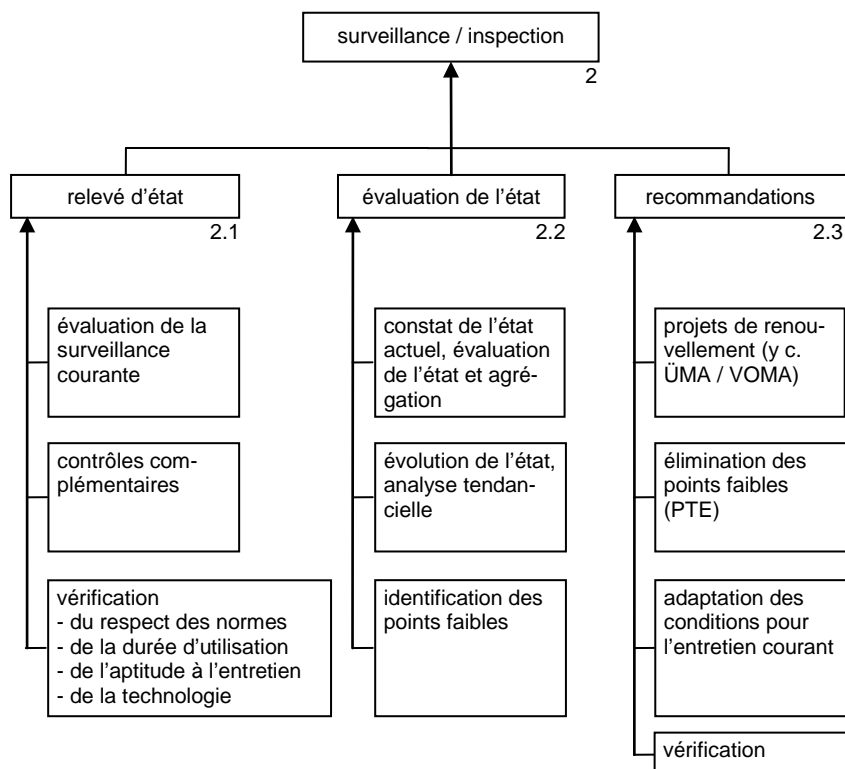 surveillance / inspection
2
relevé d'état
2.1
évaluation de la
surveillance
courante
contrôles com-
plémentaires
vérification
- du respect des normes
- de la durée d'utilisation
- de l'aptitude à l'entretien
- de la technologie
évaluation de l'état
2.2
constat de l'état
actuel, évaluation
de l'état et agré-
gation
évolution de l'état,
analyse tendan-
cielle
identification des
points faibles
recommandations
2.3
projets de renou-
vellement (y c.
ÜMA / VOMA)
élimination des
points faibles
(PTE)
adaptation des
conditions pour
l'entretien courant
vérification